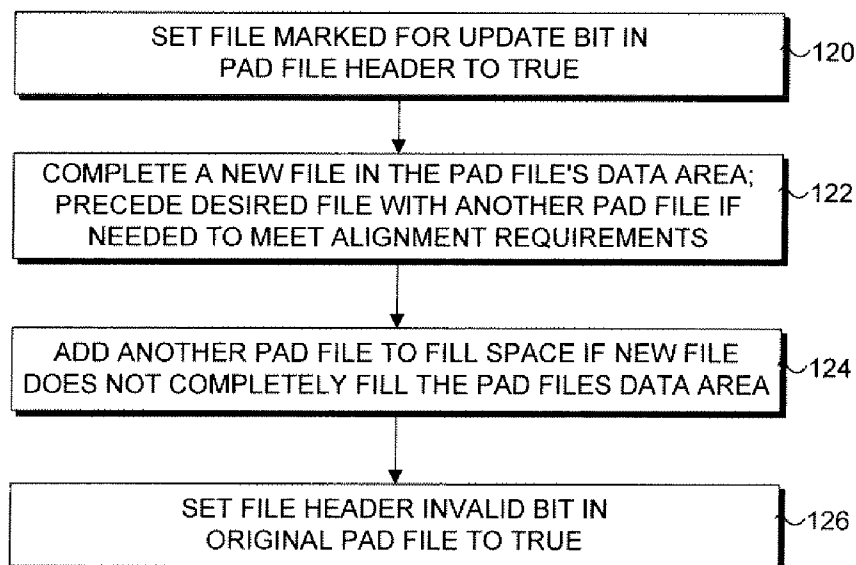 SET FILE MARKED FOR UPDATE BIT IN
PAD FILE HEADER TO TRUE
120
COMPLETE A NEW FILE IN THE PAD FILE'S DATA AREA;
PRECEDE DESIRED FILE WITH ANOTHER PAD FILE IF
NEEDED TO MEET ALIGNMENT REQUIREMENTS
122
ADD ANOTHER PAD FILE TO FILL SPACE IF NEW FILE
DOES NOT COMPLETELY FILL THE PAD FILES DATA AREA
124
SET FILE HEADER INVALID BIT IN
ORIGINAL PAD FILE TO TRUE
126